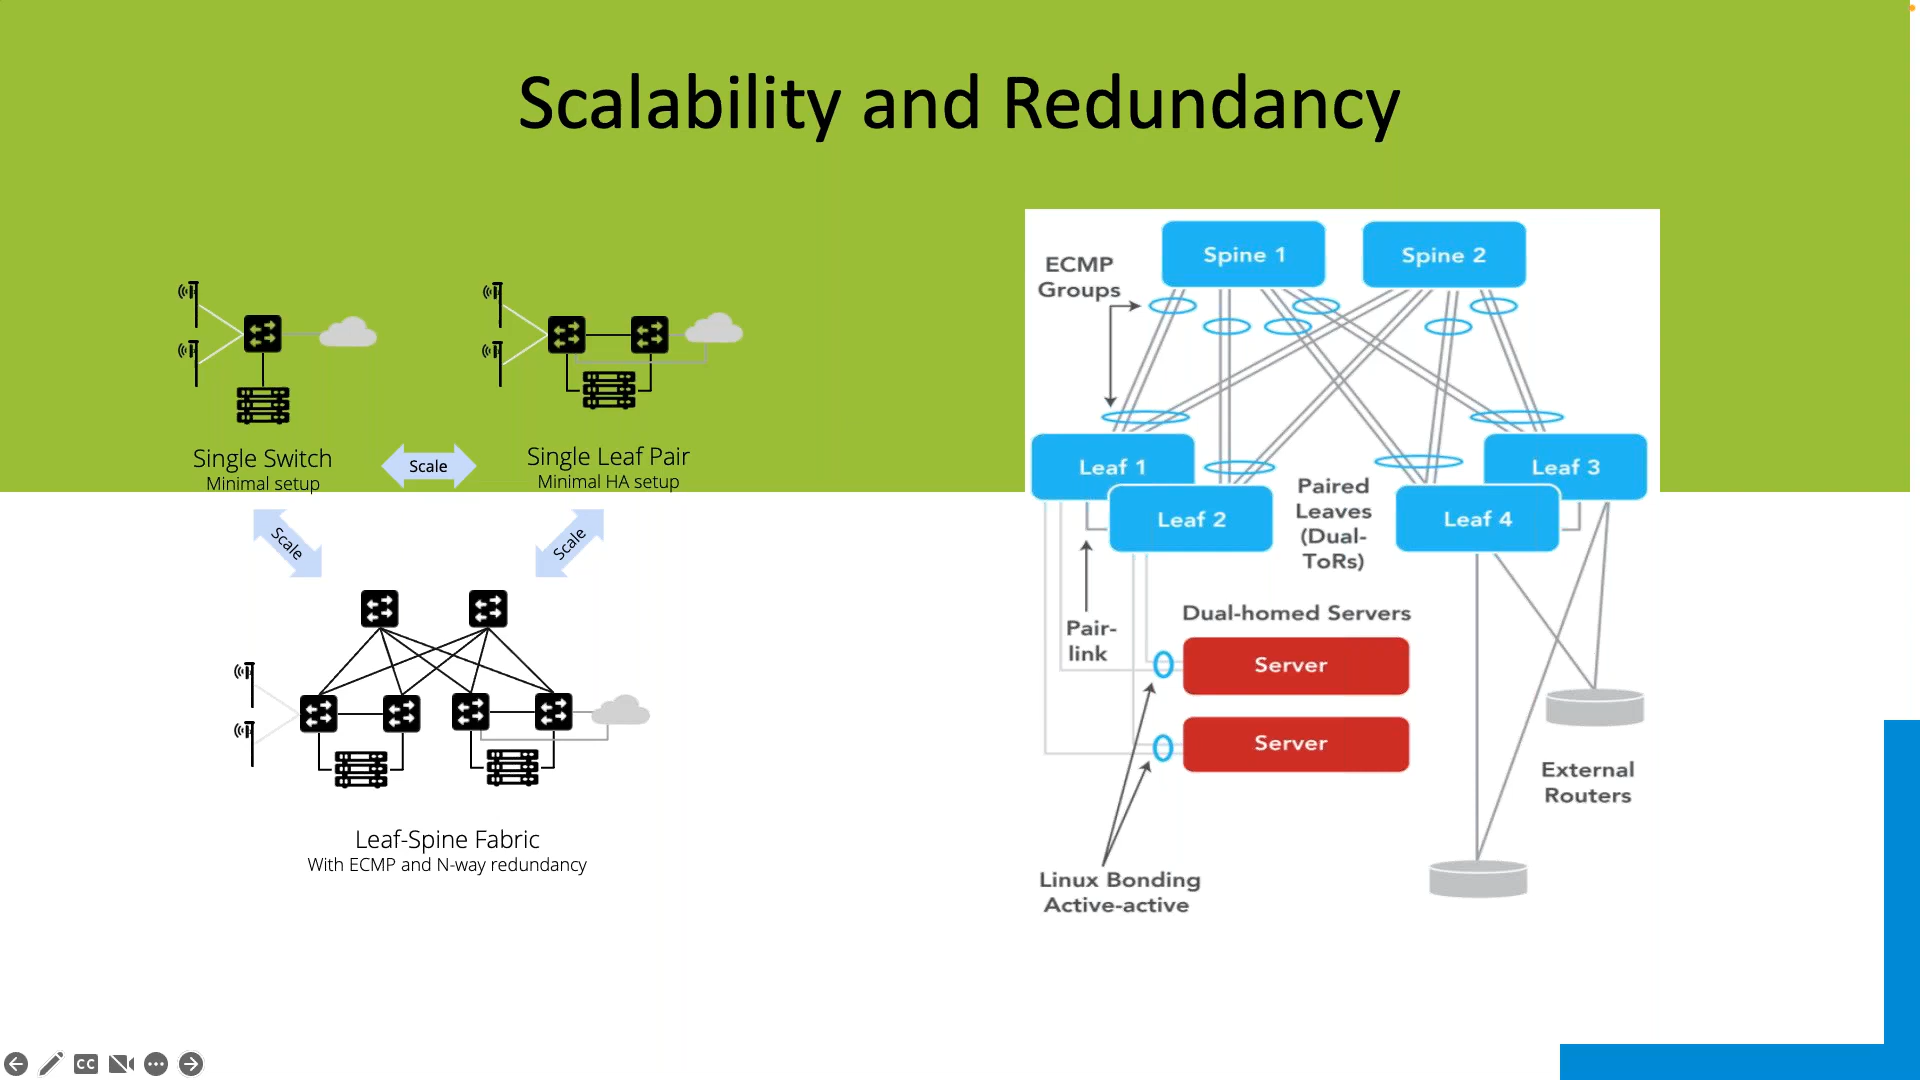 Scalability and Redundancy
Single Switch
Minimal setup
Scale
Single Leaf Pair
Minimal HA setup
Scale
Scale
Leaf-Spine Fabric
With ECMP and N-way redundancy
Spine 1
Spine 2
ECMP
Groups
Leaf 1
Leaf 3
Leaf 2
Paired
Leaves
(Dual-
ToRs)
Leaf 4
Dual-homed Servers
Pair-
link
Server
Server
External
Routers
Linux Bonding
Active-active
CC